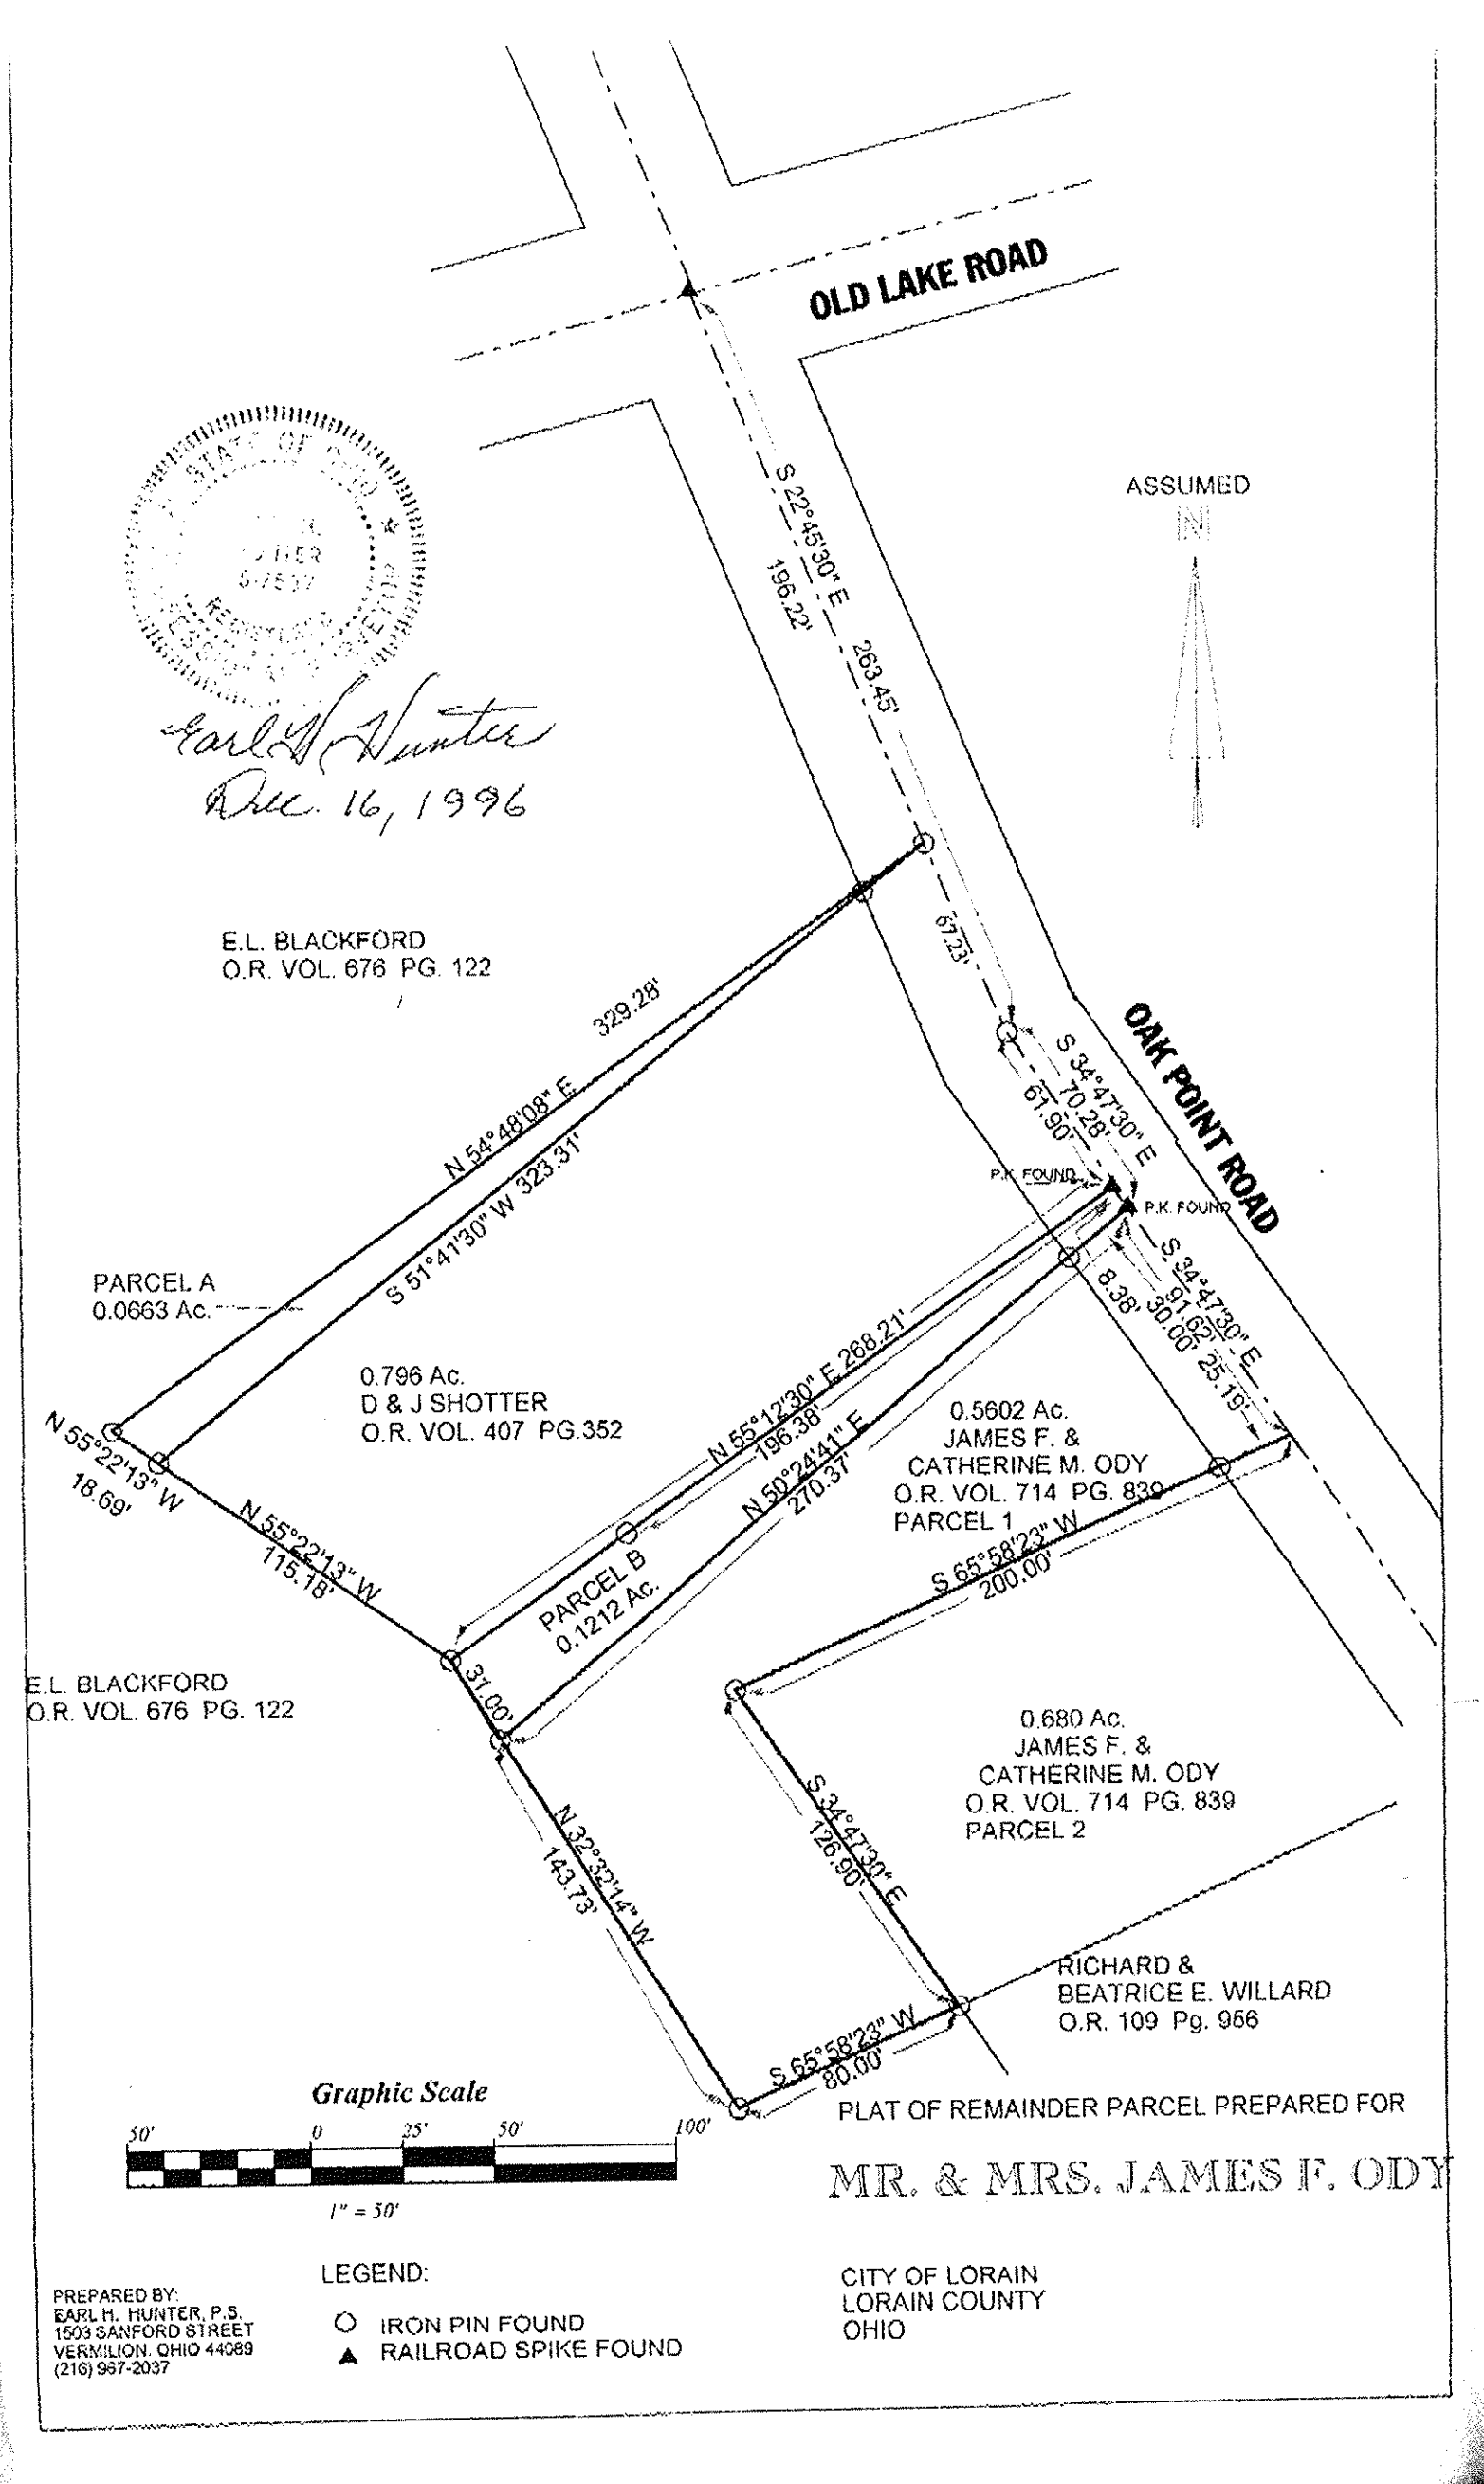 OLD LAKE ROAD
STATE OF OHIO
S 22°45'30" E
196.22'
263.45'
ASSUMED
N
Earl H. Hunter
Dec. 16, 1996
E.L. BLACKFORD
O.R. VOL. 676 PG. 122
67.23'
329.28'
OAK POINT ROAD
S 34°47'30" E
70.28'
61.90'
N 54°48'08" E
S 51°41'30" W 323.31'
P.K. FOUND
P.K. FOUND
PARCEL A
0.0663 Ac.
S 34°47'30" E
91.62'
30.00'
25.19'
8.38'
0.796 Ac.
D & J SHOTTER
O.R. VOL. 407 PG.352
N 55°12'30" E 268.21'
196.38'
N 50°24'41" E
270.37'
0.5602 Ac.
JAMES F. &
CATHERINE M. ODY
O.R. VOL. 714 PG. 839
PARCEL 1
N 55°22'13" W
18.69'
N 55°22'13" W
115.18'
S 65°58'23" W
200.00'
PARCEL B
0.1212 Ac.
31.00'
E.L. BLACKFORD
O.R. VOL. 676 PG. 122
0.680 Ac.
JAMES F. &
CATHERINE M. ODY
O.R. VOL. 714 PG. 839
PARCEL 2
S 34°47'30" E
126.90'
N 32°32'14" W
143.73'
RICHARD &
BEATRICE E. WILLARD
O.R. 109 Pg. 966
S 65°58'23" W
80.00'
Graphic Scale
50' 0 25' 50' 100'
1" = 50'
PLAT OF REMAINDER PARCEL PREPARED FOR
MR. & MRS. JAMES F. ODY
LEGEND:
IRON PIN FOUND
RAILROAD SPIKE FOUND
CITY OF LORAIN
LORAIN COUNTY
OHIO
PREPARED BY:
EARL H. HUNTER, P.S.
1503 SANFORD STREET
VERMILION, OHIO 44089
(216) 967-2037